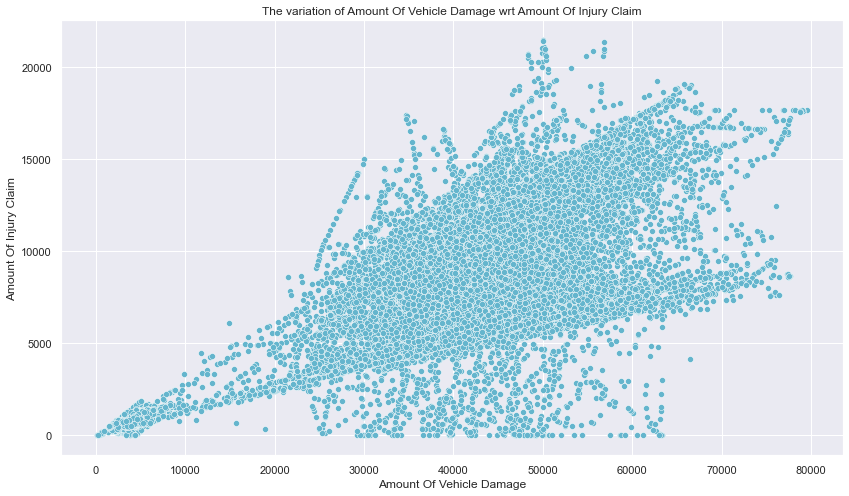 The variation of Amount Of Vehicle Damage wrt Amount Of Injury Claim
20000
15000
10000
5000
0
Amount Of Injury Claim
0 10000 20000 30000 40000 50000 60000 70000 80000
Amount Of Vehicle Damage